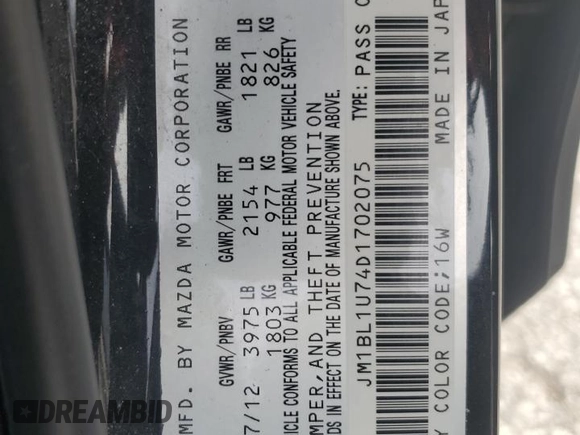 MFD. BY MAZDA MOTOR CORPORATION
GVWR/PNBV GAWR/PNBE FRT GAWR/PNBE RR
7/12 3975 LB 2154 LB 1821 LB
1803 KG 977 KG 826 KG
ICLE CONFORMS TO ALL APPLICABLE FEDERAL MOTOR VEHICLE SAFETY
MPER, AND THEFT PREVENTION
DS IN EFFECT ON THE DATE OF MANUFACTURE SHOWN ABOVE.
JM1BL1U74D1702075 TYPE: PASS C
Y COLOR CODE; 16W MADE IN JAP
DREAMBID